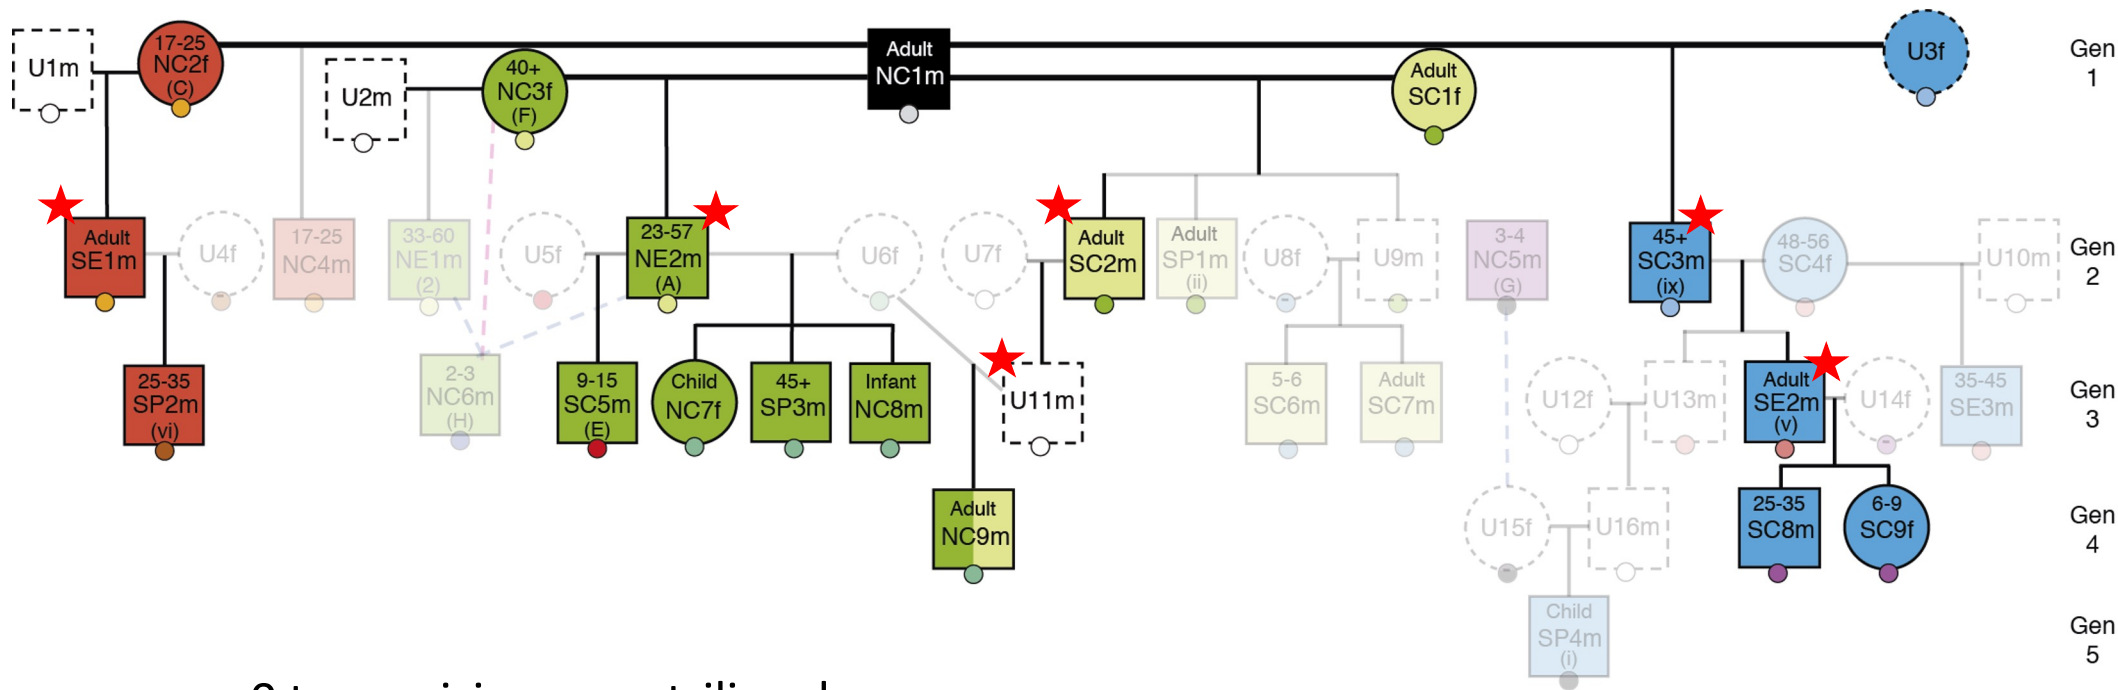 U1m
17-25
NC2f
(C)
U2m
40+
NC3f
(F)
Adult
NC1m
Adult
SC1f
U3f
Gen
1
Adult
SE1m
U4f
17-25
NC4m
33-60
NE1m
(2)
U5f
23-57
NE2m
(A)
U6f
U7f
Adult
SC2m
Adult
SP1m
(ii)
U8f
U9m
3-4
NC5m
(G)
45+
SC3m
(ix)
48-56
SC4f
U10m
Gen
2
25-35
SP2m
(vi)
2-3
NC6m
(H)
9-15
SC5m
(E)
Child
NC7f
45+
SP3m
Infant
NC8m
U11m
5-6
SC6m
Adult
SC7m
U12f
U13m
Adult
SE2m
(v)
U14f
35-45
SE3m
Gen
3
Adult
NC9m
U15f
U16m
25-35
SC8m
6-9
SC9f
Gen
4
Child
SP4m
(i)
Gen
5